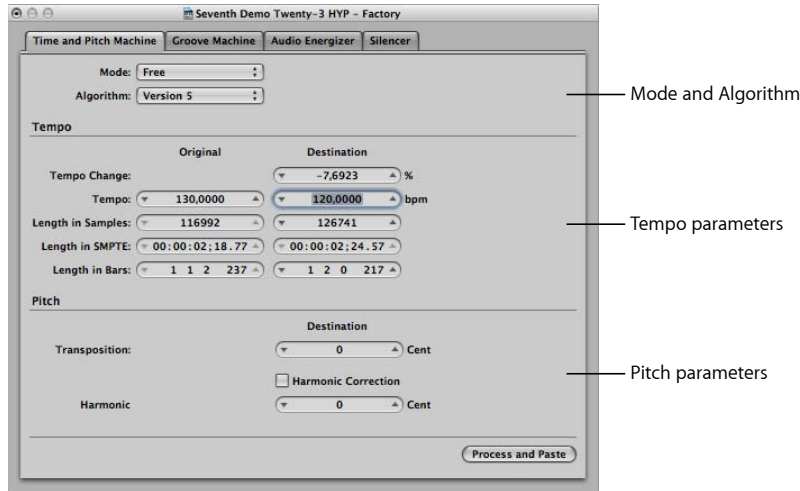 Seventh Demo Twenty-3 HYP - Factory
Time and Pitch Machine Groove Machine Audio Energizer Silencer
Mode: Free
Algorithm: Version 5
Mode and Algorithm
Tempo
Original Destination
Tempo Change: -7,6923 %
Tempo: 130,0000 120,0000 bpm
Length in Samples: 116992 126741
Tempo parameters
Length in SMPTE: 00:00:02;18.77 00:00:02;24.57
Length in Bars: 1 1 2 237 1 2 0 217
Pitch
Destination
Transposition: 0 Cent
Pitch parameters
Harmonic Correction
Harmonic 0 Cent
Process and Paste